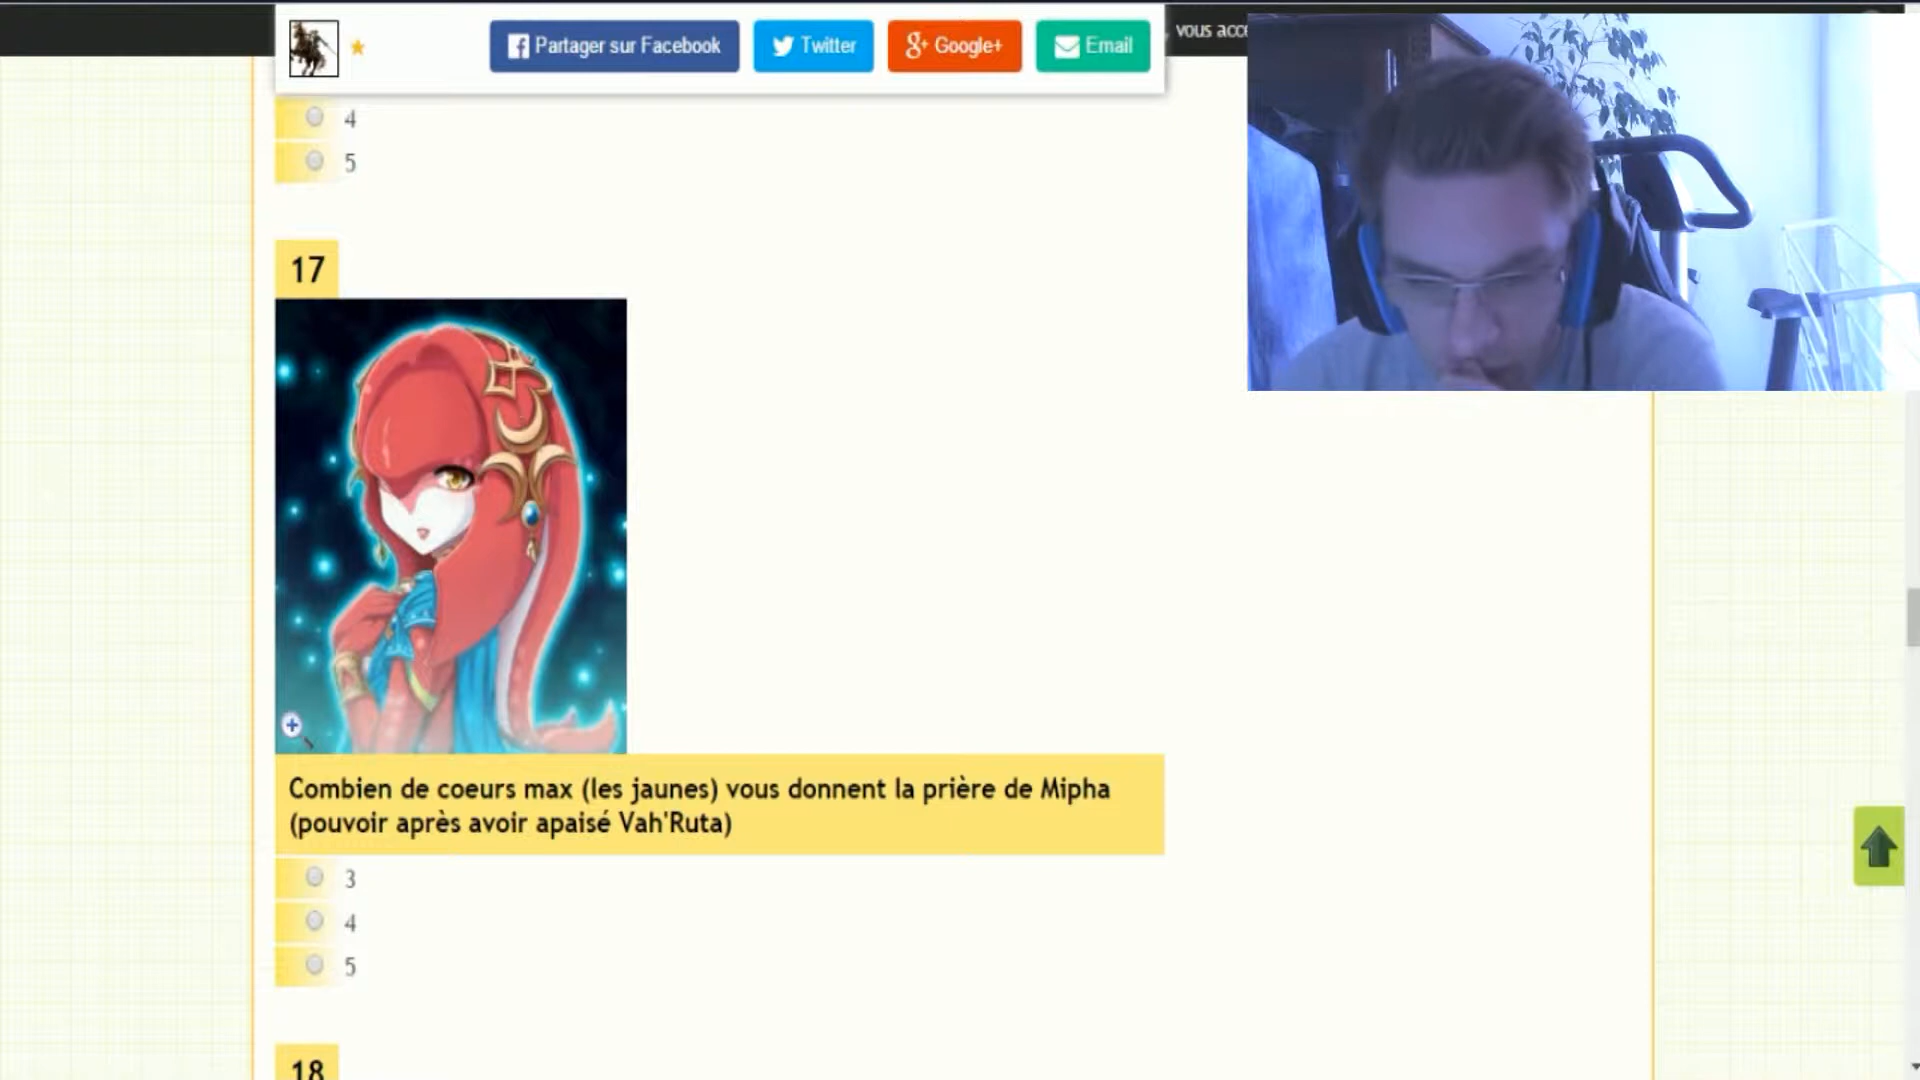 Partager sur Facebook
Twitter
Google+
Email
vous acce
4
5
17
Combien de coeurs max (les jaunes) vous donnent la prière de Mipha
(pouvoir après avoir apaisé Vah'Ruta)
3
4
5
18